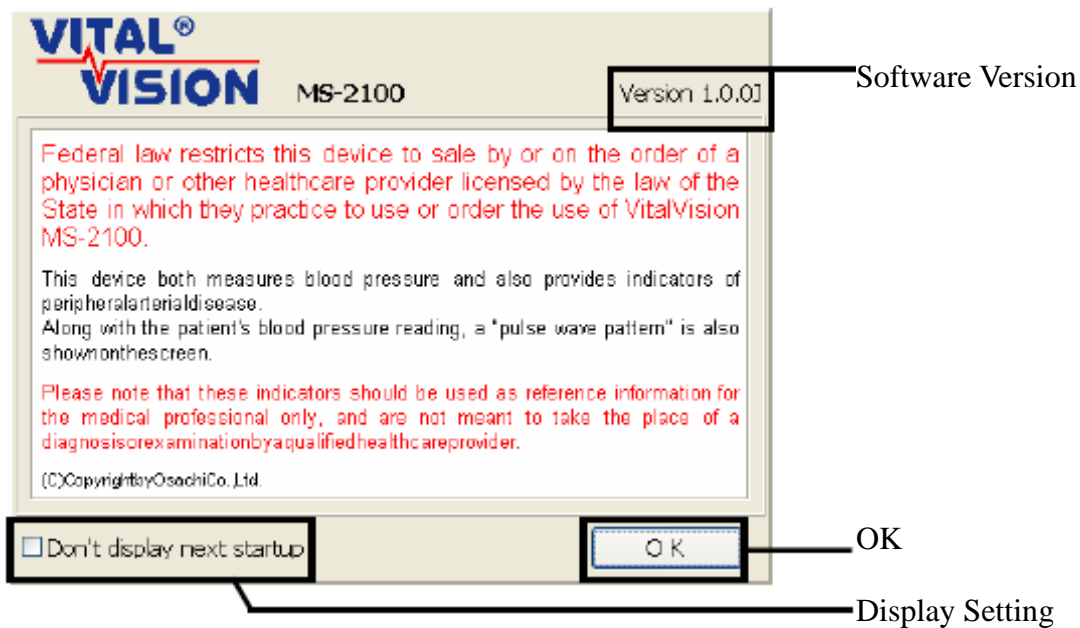 VITAL®
VISION MS-2100 Version 1.0.0]
Software Version
Federal law restricts this device to sale by or on the order of a
physician or other healthcare provider licensed by the law of the
State in which they practice to use or order the use of VitalVision
MS-2100.
This device both measures blood pressure and also provides indicators of
peripheralarterialdisease.
Along with the patient's blood pressure reading, a "pulse wave pattern" is also
shownonthescreen.
Please note that these indicators should be used as reference information for
the medical professional only, and are not meant to take the place of a
diagnosisorexaminationbyaqualifiedhealthcareprovider.
(C)CopyrightbyOsachiCo.,Ltd.
Don't display next startup
OK
OK
Display Setting